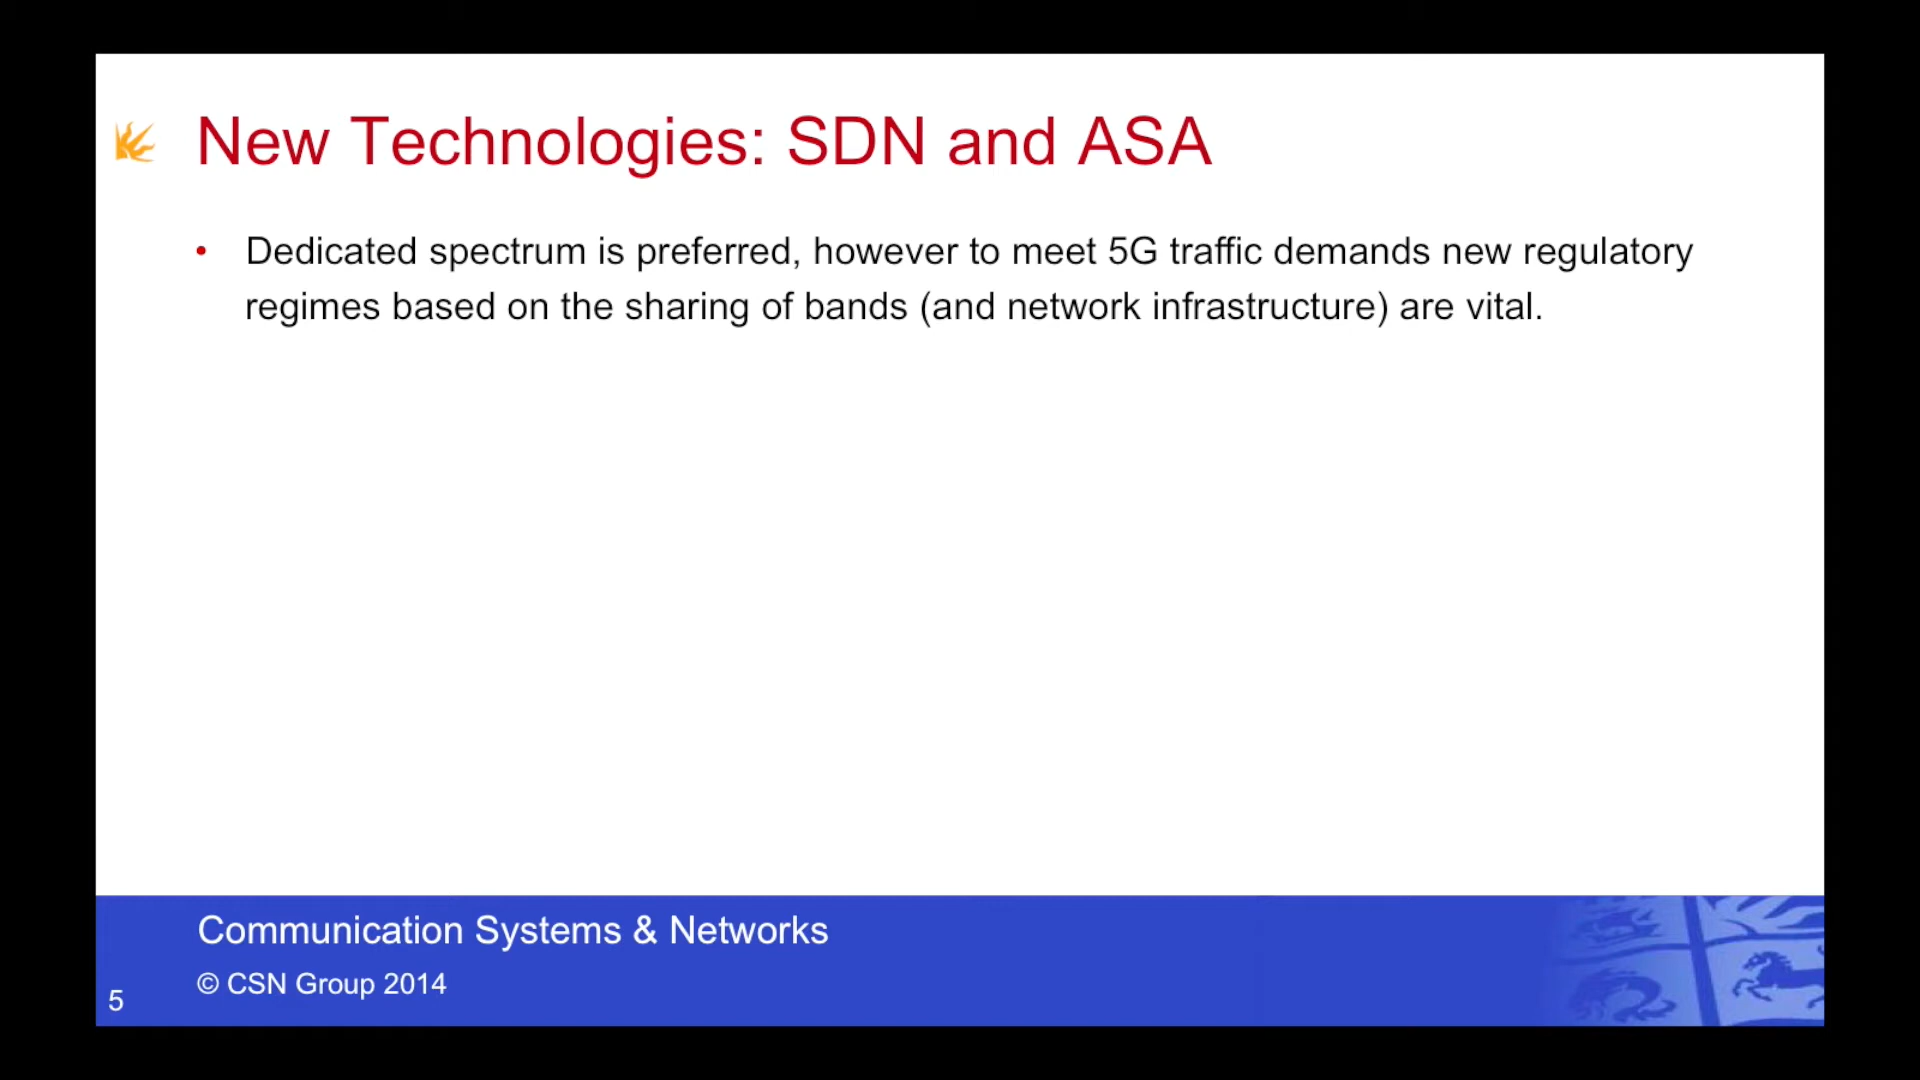 New Technologies: SDN and ASA
• Dedicated spectrum is preferred, however to meet 5G traffic demands new regulatory
regimes based on the sharing of bands (and network infrastructure) are vital.
Communication Systems & Networks
© CSN Group 2014
5